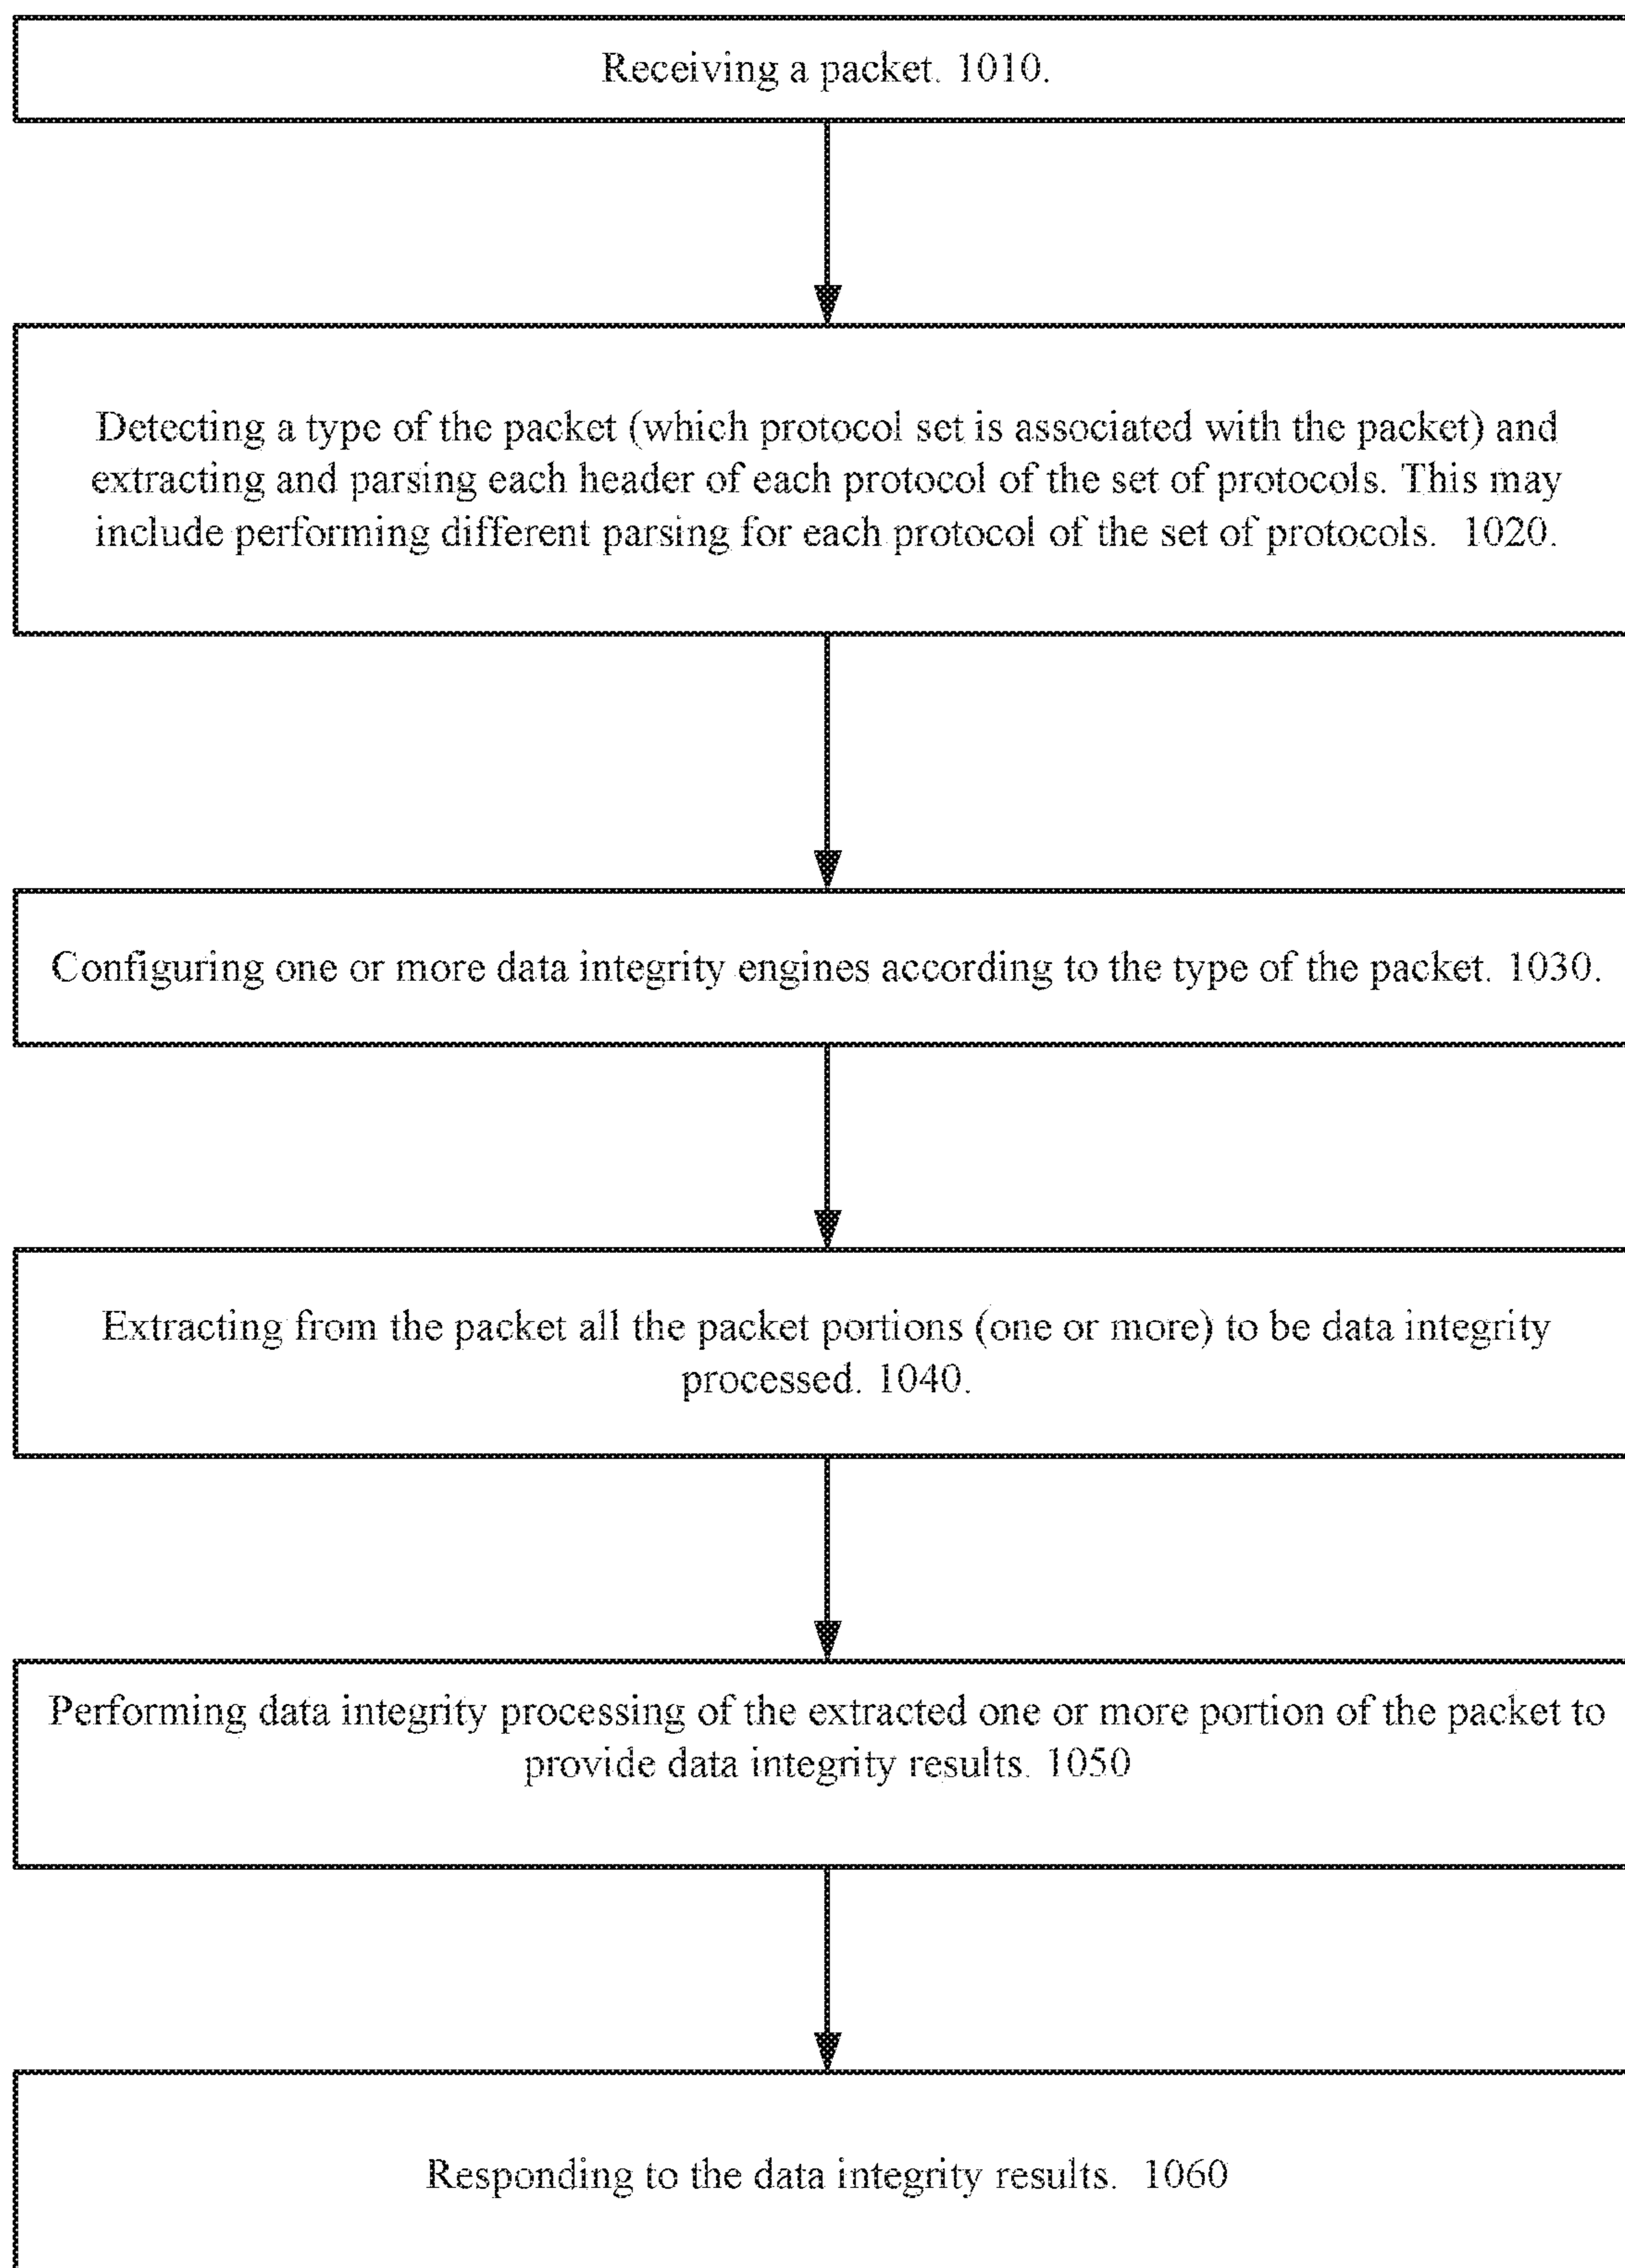 Receiving a packet. 1010.
Detecting a type of the packet (which protocol set is associated with the packet) and
extracting and parsing each header of each protocol of the set of protocols. This may
include performing different parsing for each protocol of the set of protocols.  1020.
Configuring one or more data integrity engines according to the type of the packet. 1030.
Extracting from the packet all the packet portions (one or more) to be data integrity
processed. 1040.
Performing data integrity processing of the extracted one or more portion of the packet to
provide data integrity results. 1050
Responding to the data integrity results.  1060